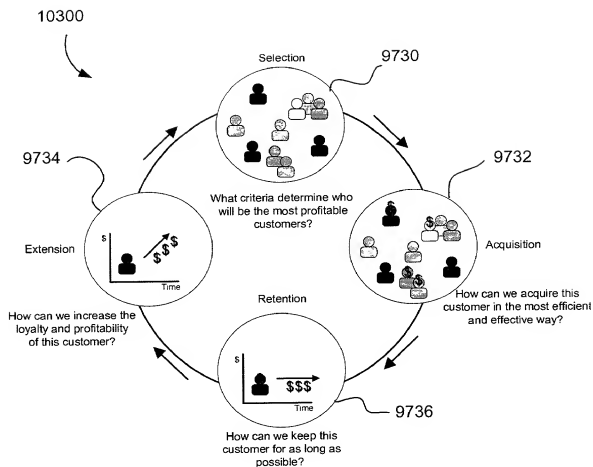 10300
Selection
9730
What criteria determine who
will be the most profitable
customers?
9732
$
$
$
$
Acquisition
How can we acquire this
customer in the most efficient
and effective way?
Retention
$
$$$
Time
9736
How can we keep this
customer for as long as
possible?
9734
Extension
$
$$$
Time
How can we increase the
loyalty and profitability
of this customer?